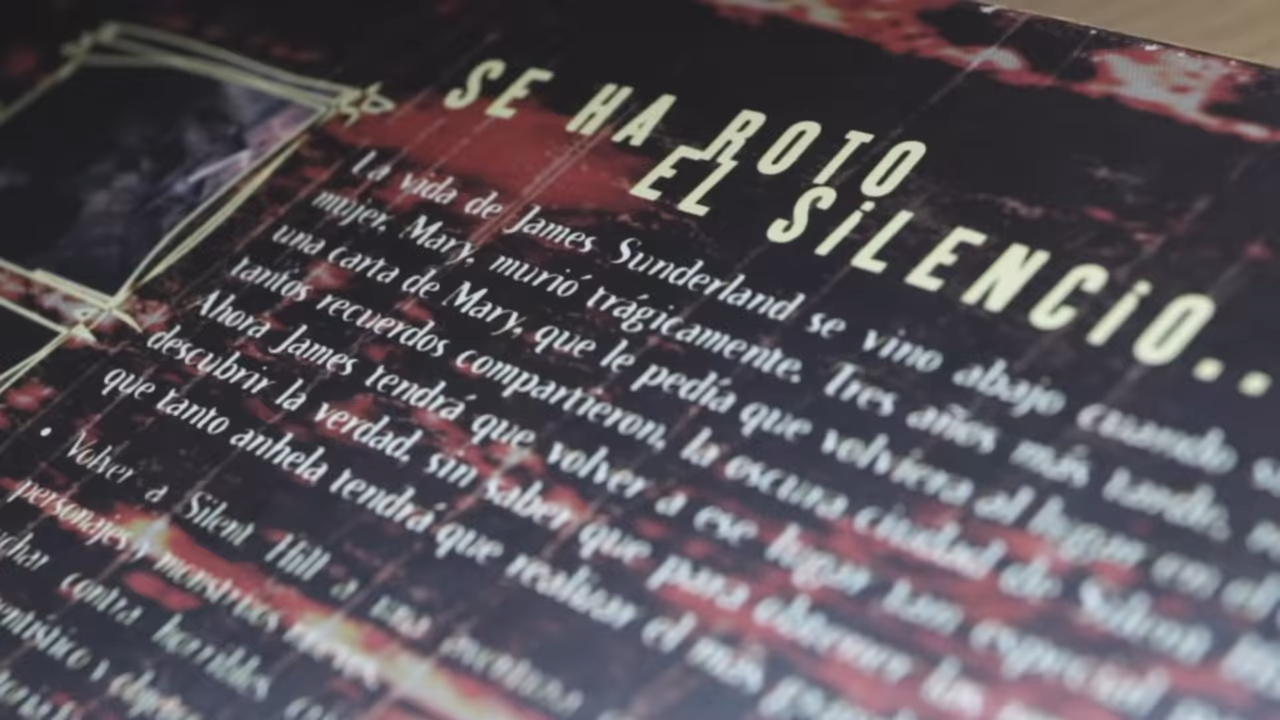 SE HA ROTO
EL SiLENCiO..
La vida de James Sunderland se vino abajo cuando
mujer, Mary, murió trágicamente. Tres años más tarde,
una carta de Mary, que le pedía que volviera al lugar en el
tantos recuerdos compartieron, la oscura ciudad de Silent
Ahora James tendrá que volver a ese lugar tan especial
descubrir la verdad, sin saber que para obtener las
que tanto anhela tendrá que realizar el más
• Volver a Silent Hill a una aventura
personajes y monstruos nuevos
contra horribles